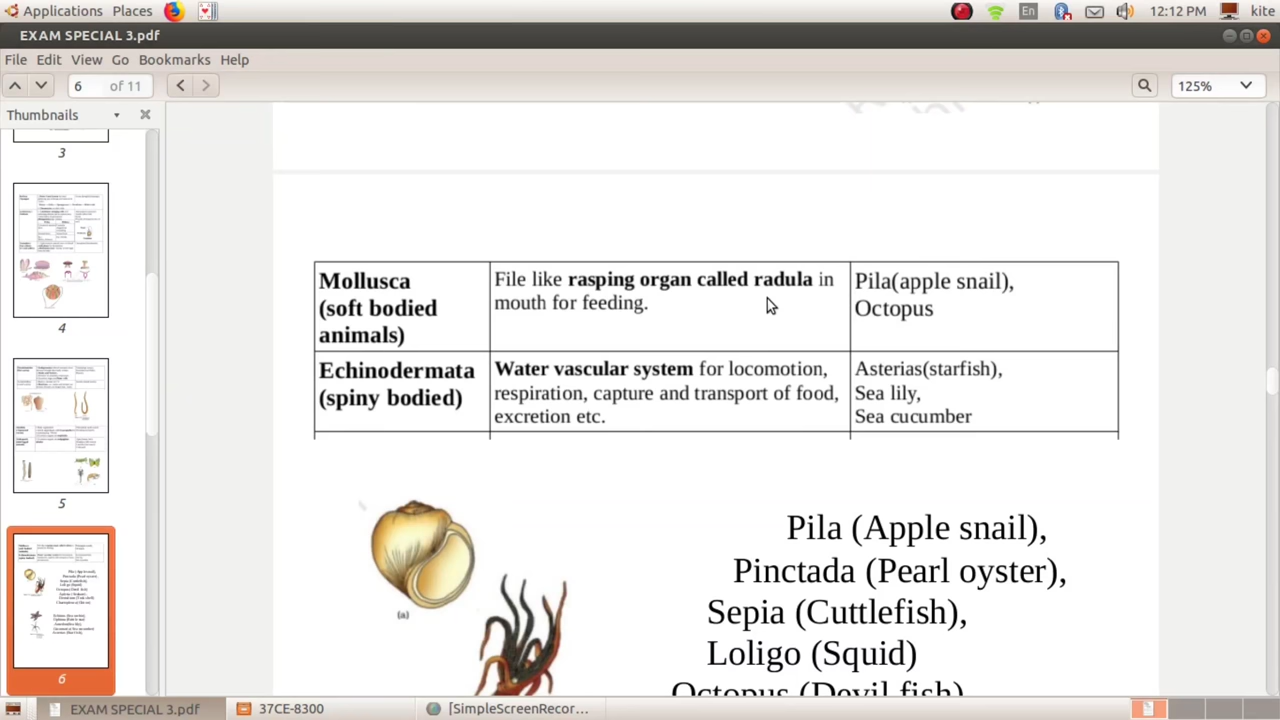 Applications Places En 12:12 PM kite
EXAM SPECIAL 3.pdf
File Edit View Go Bookmarks Help
6 of 11 125%
Thumbnails
3
4
5
6
Mollusca
(soft bodied
animals)
File like rasping organ called radula in
mouth for feeding.
Pila(apple snail),
Octopus
Echinodermata
(spiny bodied)
Water vascular system for locomotion,
respiration, capture and transport of food,
excretion etc.
Asterias(starfish),
Sea lily,
Sea cucumber
(a)
Pila (Apple snail),
Pinctada (Pearl oyster),
Sepia (Cuttlefish),
Loligo (Squid)
Octopus (Devil fish)
EXAM SPECIAL 3.pdf 37CE-8300 [SimpleScreenRecor...